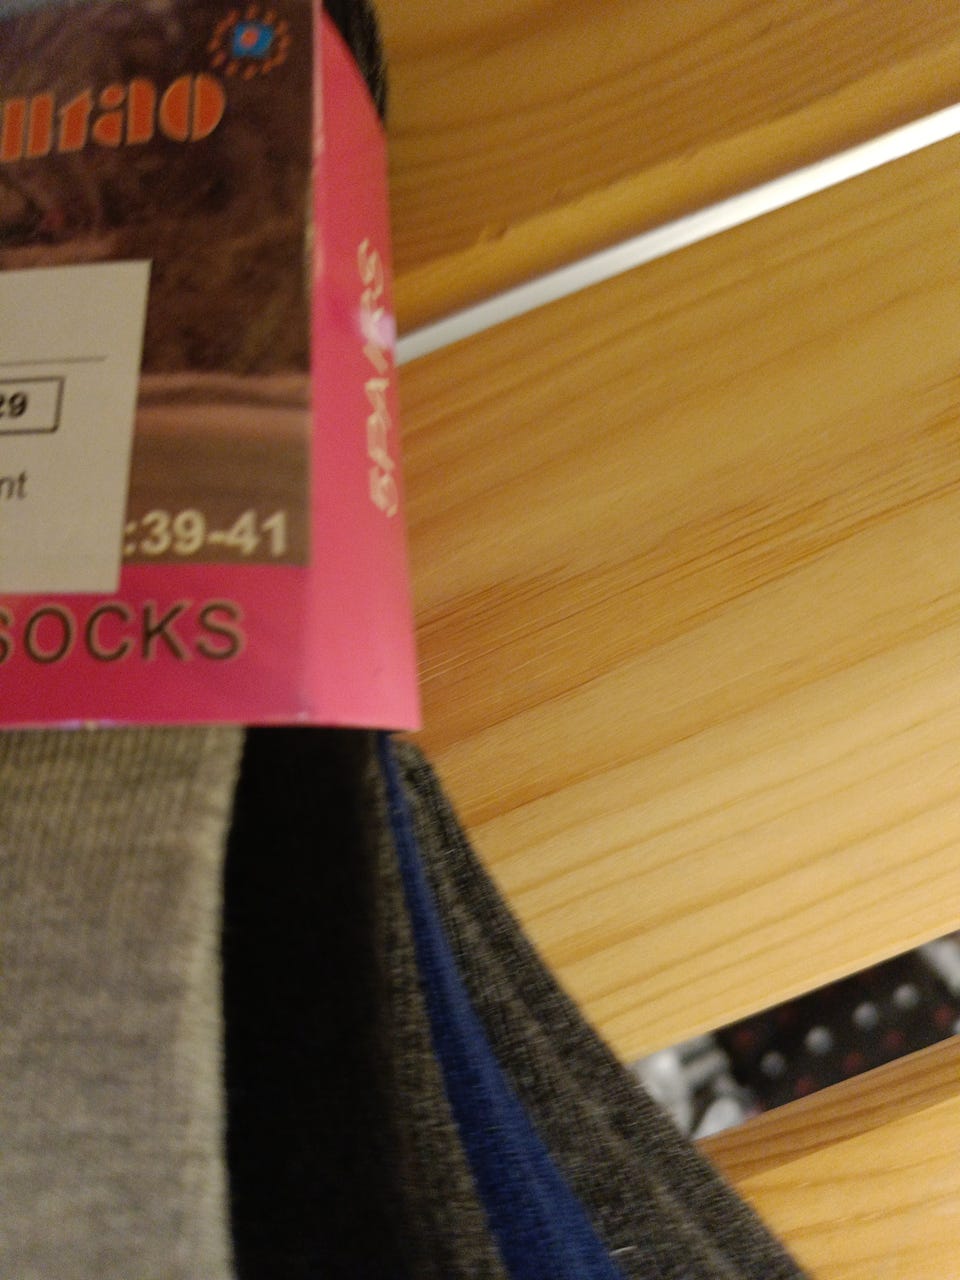 29
nt
:39-41
SOCKS
5PAIRS